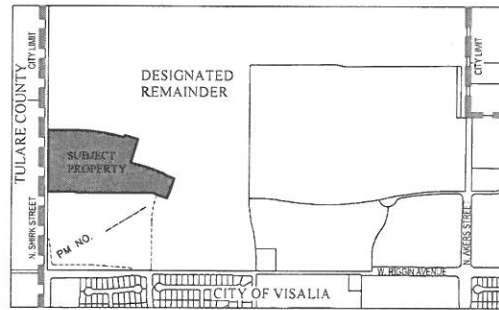 CITY LIMIT
TULARE COUNTY
N. SHIRK STREET
DESIGNATED
REMAINDER
SUBJECT
PROPERTY
PM NO.
CITY LIMIT
N. AKERS STREET
W. RIGGIN AVENUE
CITY OF VISALIA